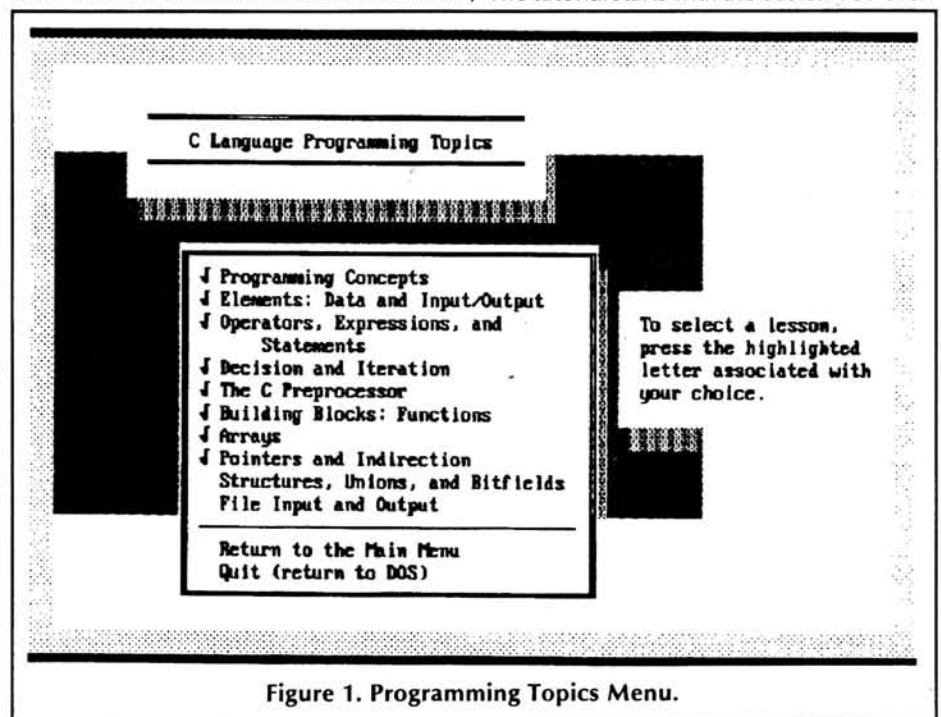 C Language Programming Topics
√ Programming Concepts
√ Elements: Data and Input/Output
√ Operators, Expressions, and
Statements
√ Decision and Iteration
√ The C Preprocessor
√ Building Blocks: Functions
√ Arrays
√ Pointers and Indirection
Structures, Unions, and Bitfields
File Input and Output
Return to the Main Menu
Quit (return to DOS)
To select a lesson,
press the highlighted
letter associated with
your choice.
Figure 1. Programming Topics Menu.